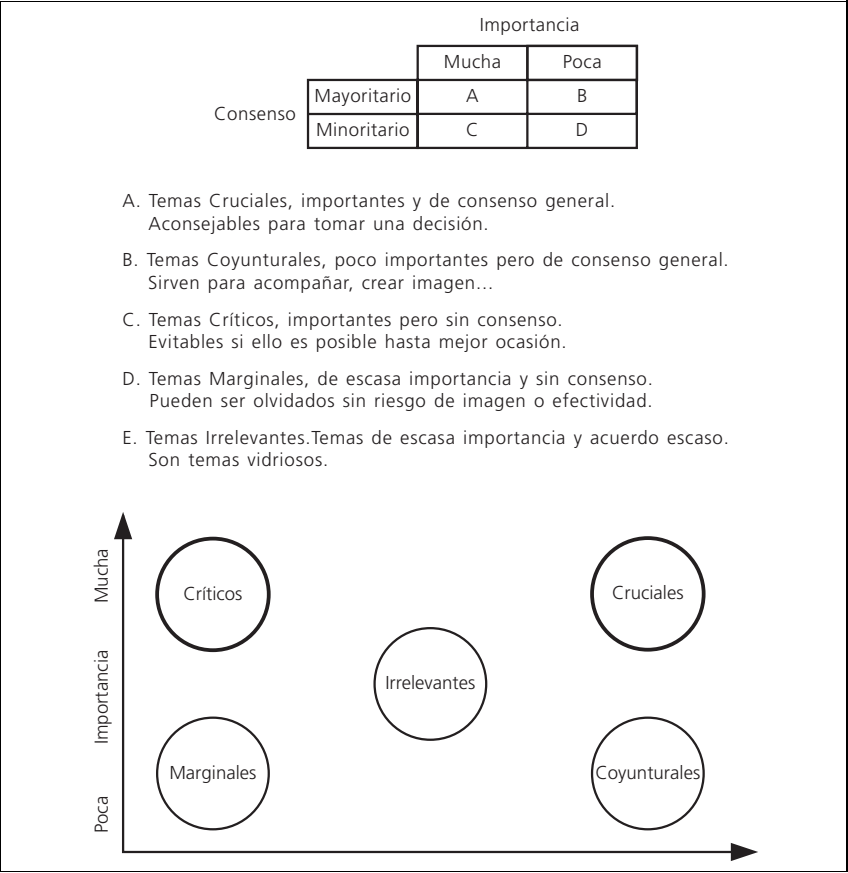 Importancia
Mucha Poca
Consenso
Mayoritario A B
Minoritario C D
A. Temas Cruciales, importantes y de consenso general.
Aconsejables para tomar una decisión.
B. Temas Coyunturales, poco importantes pero de consenso general.
Sirven para acompañar, crear imagen...
C. Temas Críticos, importantes pero sin consenso.
Evitables si ello es posible hasta mejor ocasión.
D. Temas Marginales, de escasa importancia y sin consenso.
Pueden ser olvidados sin riesgo de imagen o efectividad.
E. Temas Irrelevantes.Temas de escasa importancia y acuerdo escaso.
Son temas vidriosos.
Mucha
Importancia
Poca
Críticos
Cruciales
Irrelevantes
Marginales
Coyunturales